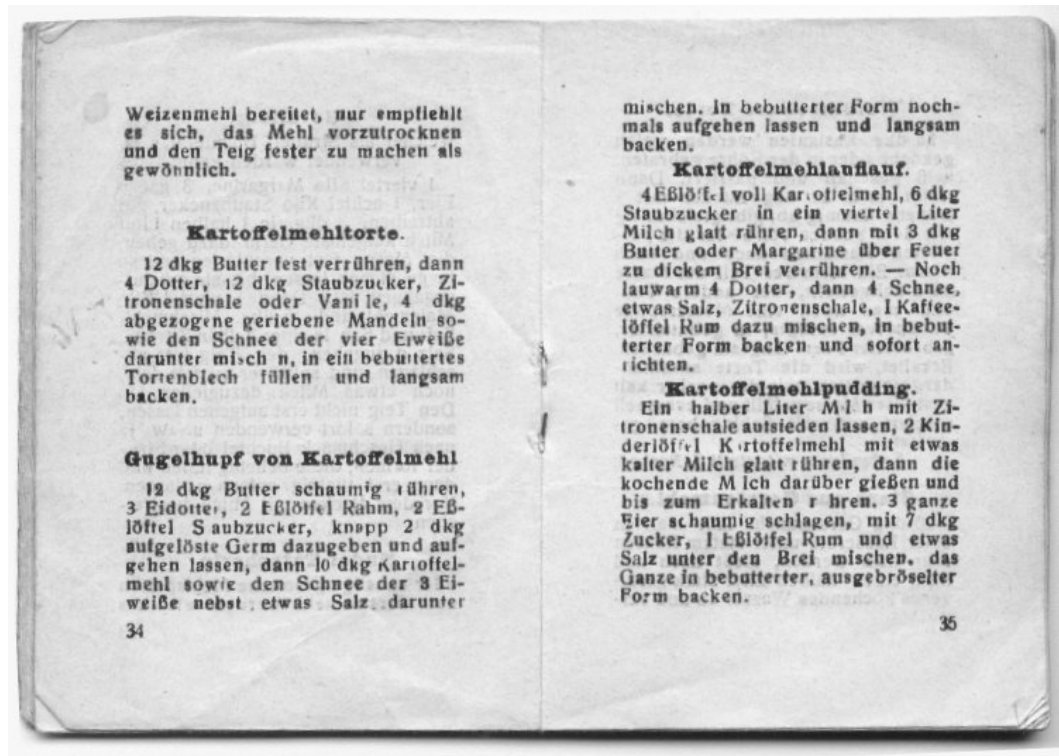 Weizenmehl bereitet, nur empfiehlt
es sich, das Mehl vorzutrocknen
und den Teig fester zu machen als
gewöhnlich.
Kartoffelmehltorte.
12 dkg Butter fest verrühren, dann
4 Dotter, 12 dkg Staubzucker, Zi-
tronenschale oder Vanille, 4 dkg
abgezogene geriebene Mandeln so-
wie den Schnee der vier Eiweiße
darunter mischen, in ein bebuttertes
Tortenblech füllen und langsam
backen.
Gugelhupf von Kartoffelmehl
12 dkg Butter schaumig rühren,
3 Eidotter, 2 Eßlöffel Rahm, 2 Eß-
löffel Staubzucker, knapp 2 dkg
aufgelöste Germ dazugeben und auf-
gehen lassen, dann 10 dkg Kartoffel-
mehl sowie den Schnee der 3 Ei-
weiße nebst etwas Salz darunter
34
mischen. In bebutterter Form noch-
mals aufgehen lassen und langsam
backen.
Kartoffelmehlauflauf.
4 Eßlöffel voll Kartoffelmehl, 6 dkg
Staubzucker in ein viertel Liter
Milch glatt rühren, dann mit 3 dkg
Butter oder Margarine über Feuer
zu dickem Brei verrühren. — Noch
lauwarm 4 Dotter, dann 4 Schnee,
etwas Salz, Zitronenschale, 1 Kaffee-
löffel Rum dazu mischen, in bebut-
terter Form backen und sofort an-
richten.
Kartoffelmehlpudding.
Ein halber Liter Milch mit Zi-
tronenschale aufsieden lassen, 2 Kin-
derlöffel Kartoffelmehl mit etwas
kalter Milch glatt rühren, dann die
kochende Milch darüber gießen und
bis zum Erkalten rühren. 3 ganze
Eier schaumig schlagen, mit 7 dkg
Zucker, 1 Eßlöffel Rum und etwas
Salz unter den Brei mischen, das
Ganze in bebutterter, ausgebröselter
Form backen.
35